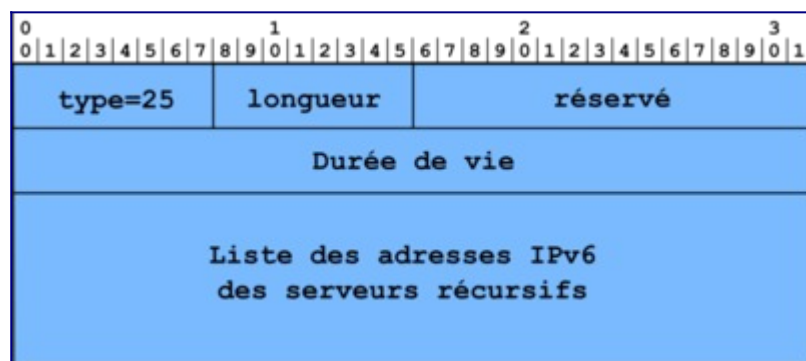 0 1 2 3
0|1|2|3|4|5|6|7|8|9|0|1|2|3|4|5|6|7|8|9|0|1|2|3|4|5|6|7|8|9|0|1
type=25 longueur réservé
Durée de vie
Liste des adresses IPv6
des serveurs récursifs